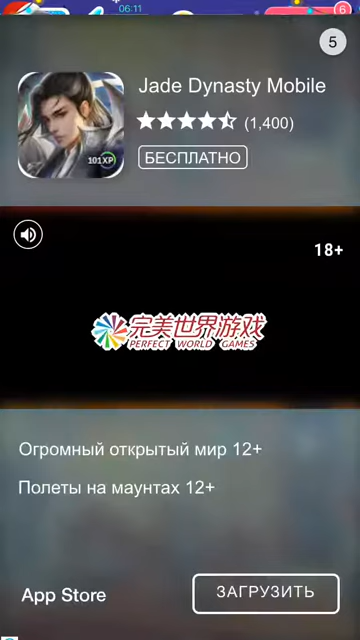 06:11
6
5
Jade Dynasty Mobile
(1,400)
БЕСПЛАТНО
101XP
18+
完美世界游戏
PERFECT WORLD GAMES
Огромный открытый мир 12+
Полеты на маунтах 12+
App Store
ЗАГРУЗИТЬ